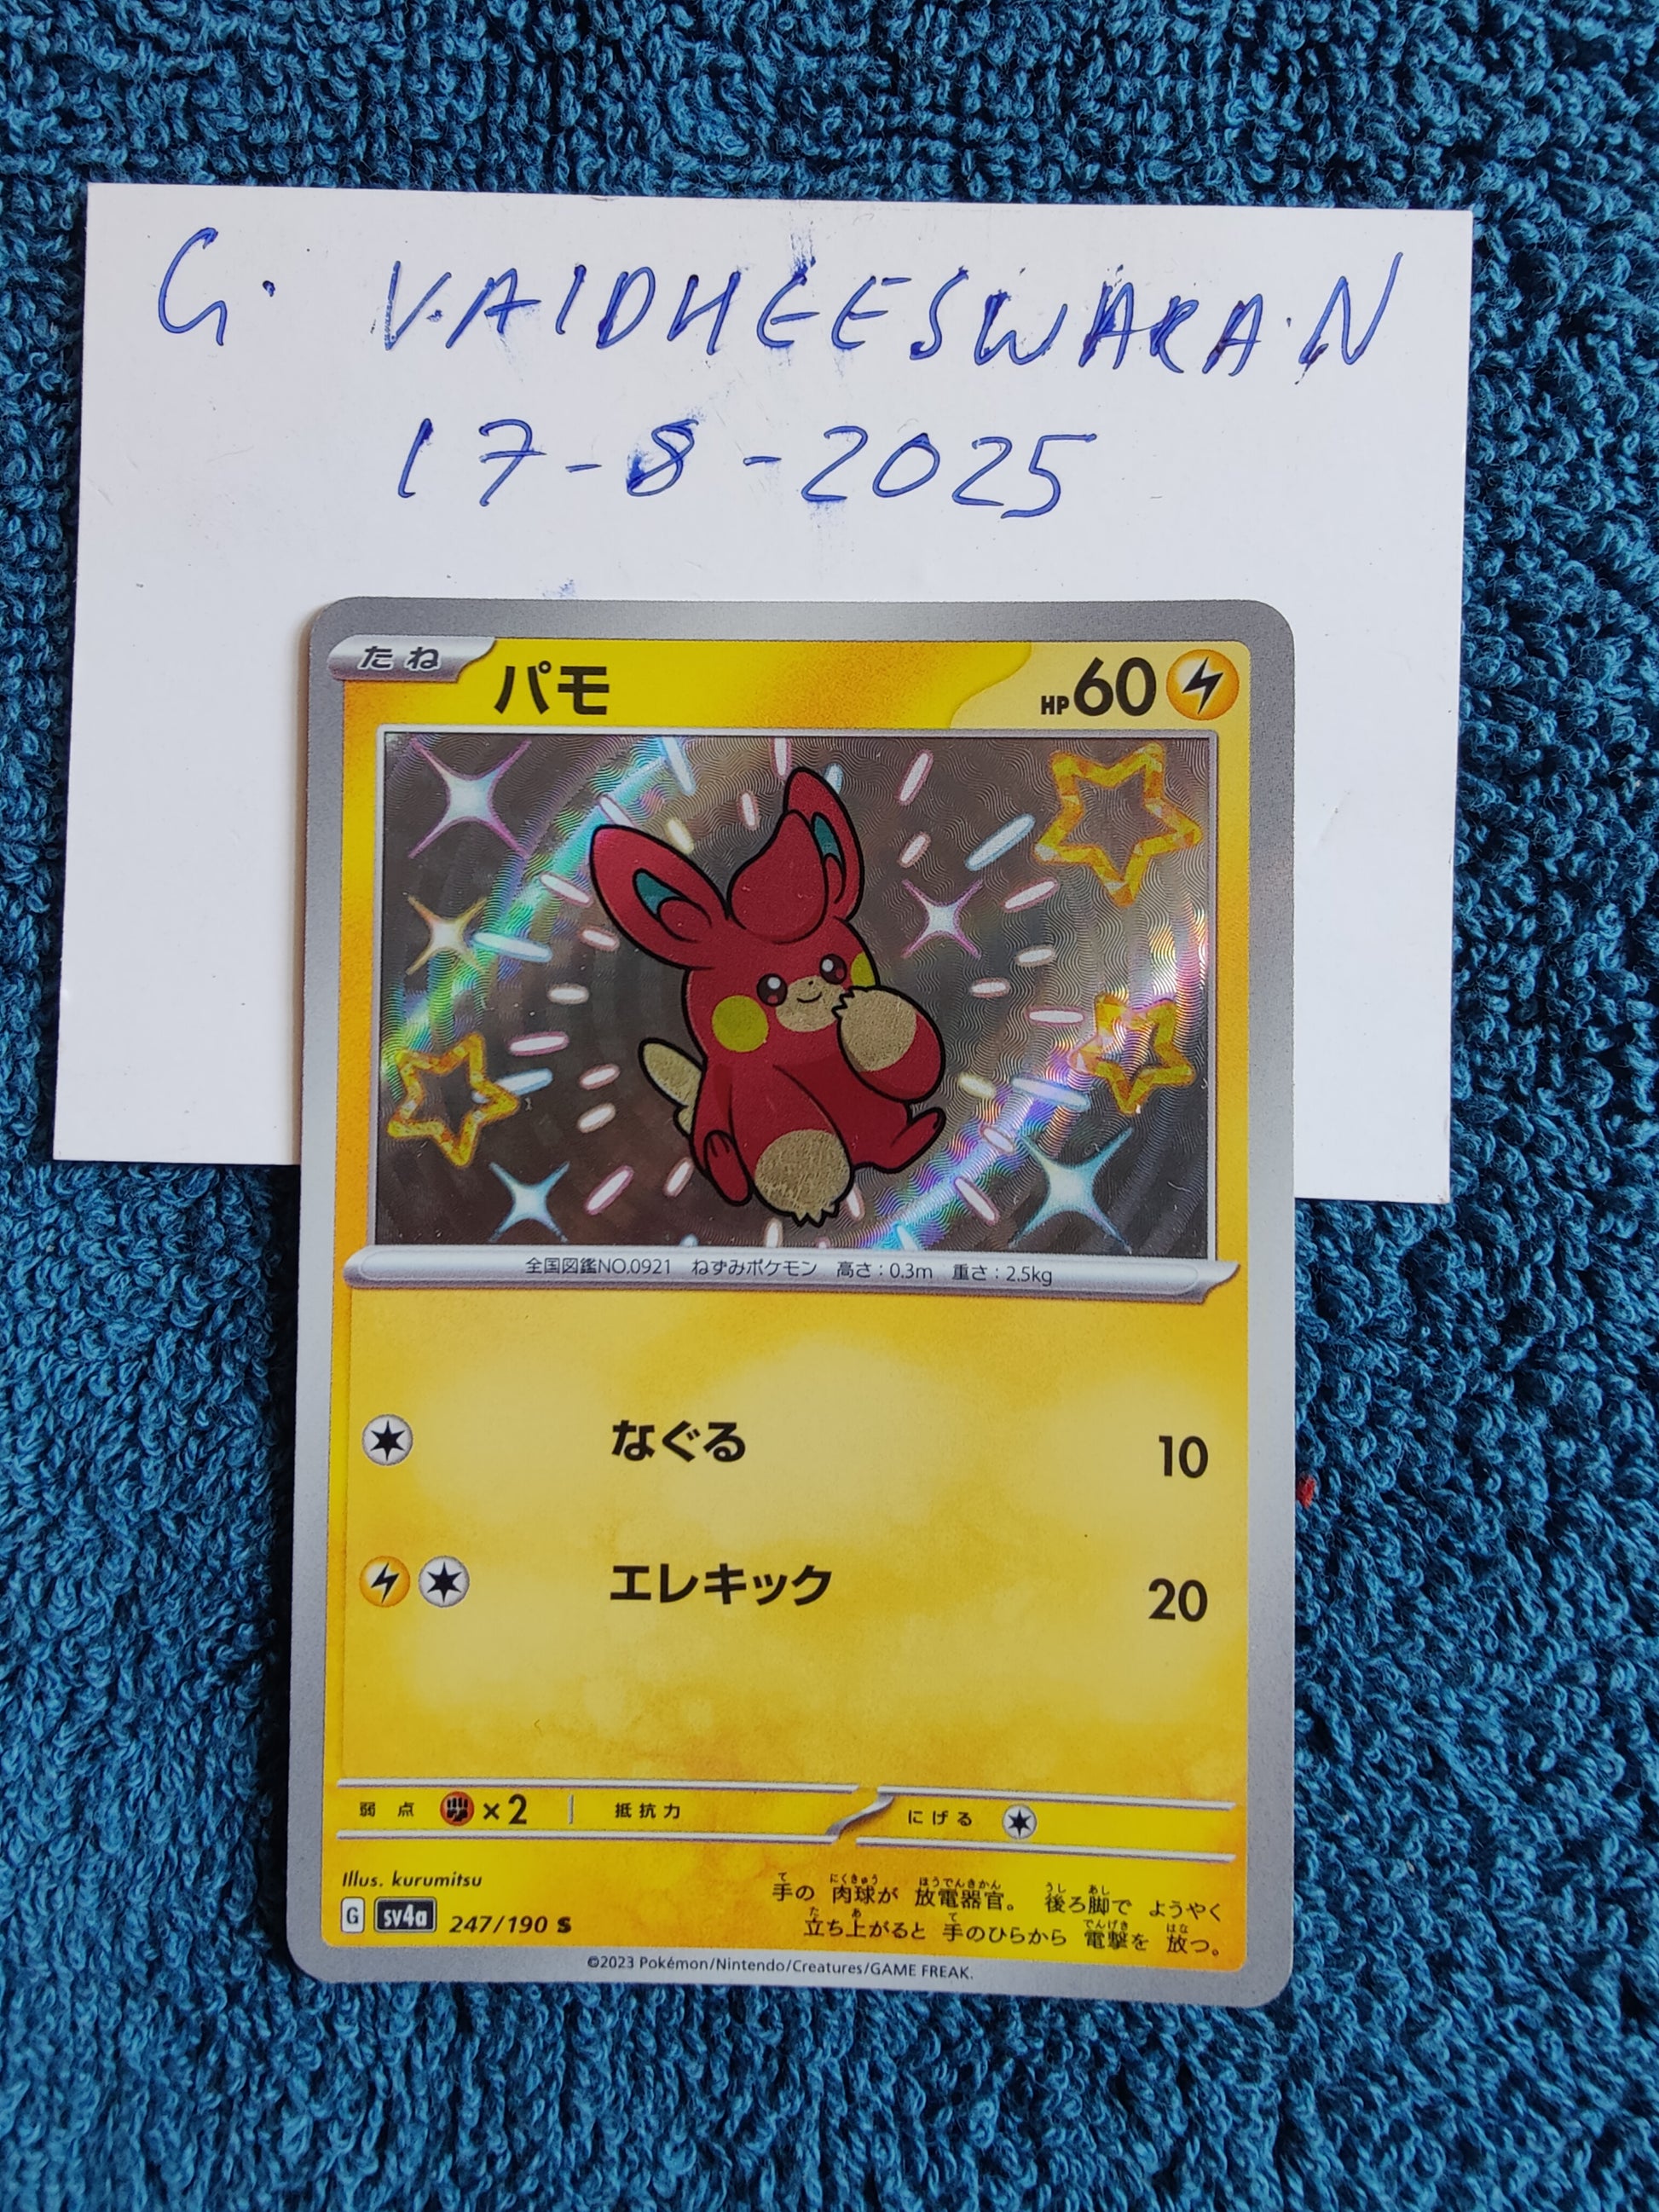 G. VAIDHEESWARAN
17-8-2025
たね パモ HP60
全国図鑑NO.0921 ねずみポケモン 高さ:0.3m 重さ:2.5kg
なぐる 10
エレキック 20
弱点 ×2 抵抗力 にげる
Illus. kurumitsu
G sv4a 247/190 S
手の 肉球が 放電器官。 後ろ脚で ようやく
立ち上がると 手のひらから 電撃を 放つ。
©2023 Pokémon/Nintendo/Creatures/GAME FREAK.